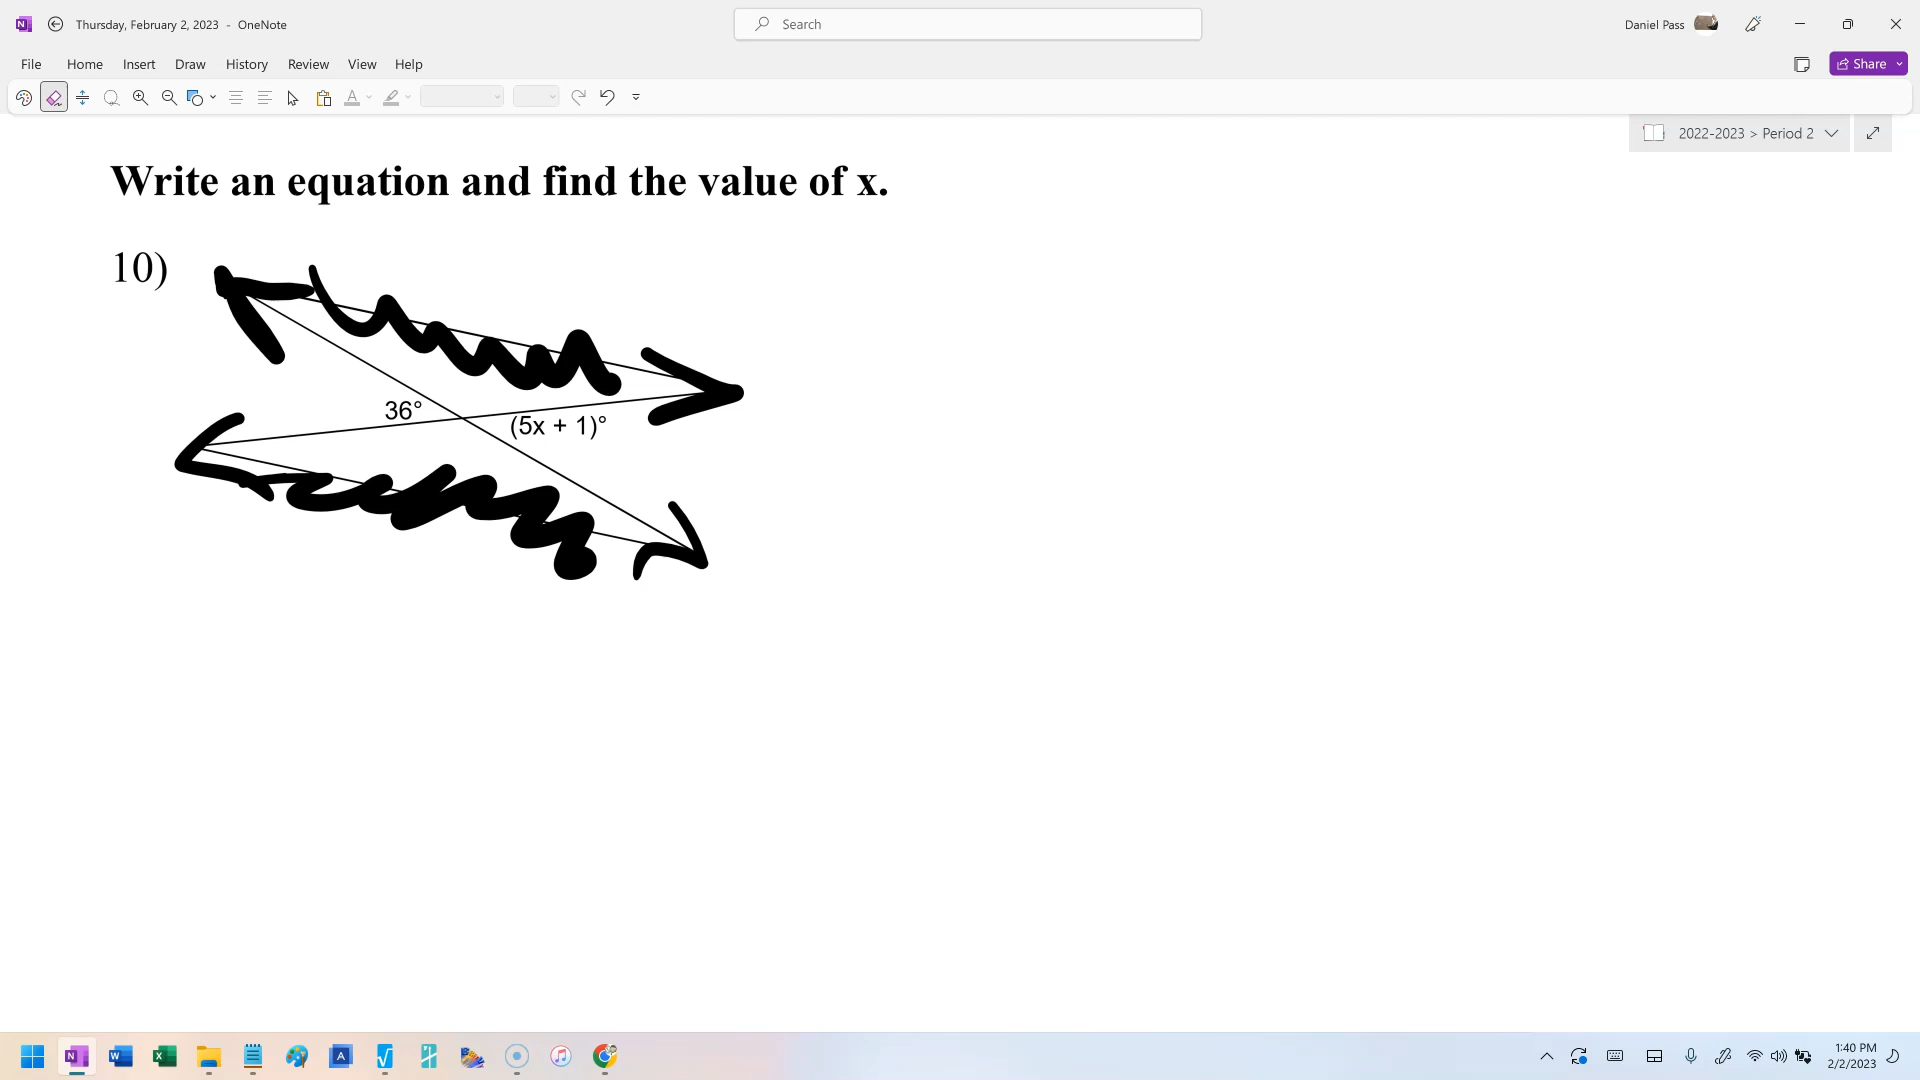 Thursday, February 2, 2023 - OneNote
Search
Daniel Pass
File Home Insert Draw History Review View Help
Share
2022-2023 > Period 2
Write an equation and find the value of x.
10)
36°
(5x + 1)°
1:40 PM
2/2/2023